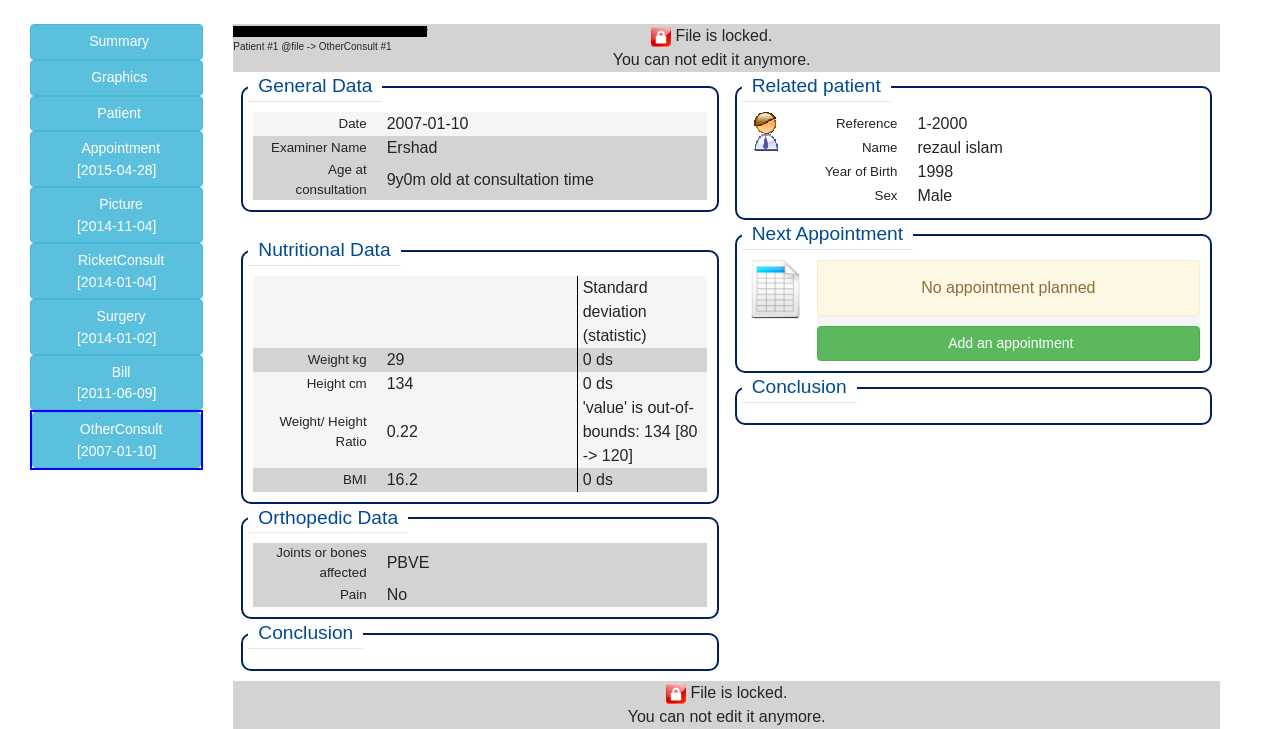 Summary
Graphics
Patient
Appointment
[2015-04-28]
Picture
[2014-11-04]
RicketConsult
[2014-01-04]
Surgery
[2014-01-02]
Bill
[2011-06-09]
OtherConsult
[2007-01-10]
Patient #1 @file -> OtherConsult #1
File is locked.
You can not edit it anymore.
General Data
Date 2007-01-10
Examiner Name Ershad
Age at
consultation 9y0m old at consultation time
Nutritional Data
Standard
deviation
(statistic)
Weight kg 29 0 ds
Height cm 134 0 ds
Weight/ Height
Ratio 0.22 'value' is out-of-
bounds: 134 [80
-> 120]
BMI 16.2 0 ds
Orthopedic Data
Joints or bones
affected PBVE
Pain No
Conclusion
Related patient
Reference 1-2000
Name rezaul islam
Year of Birth 1998
Sex Male
Next Appointment
No appointment planned
Add an appointment
Conclusion
File is locked.
You can not edit it anymore.